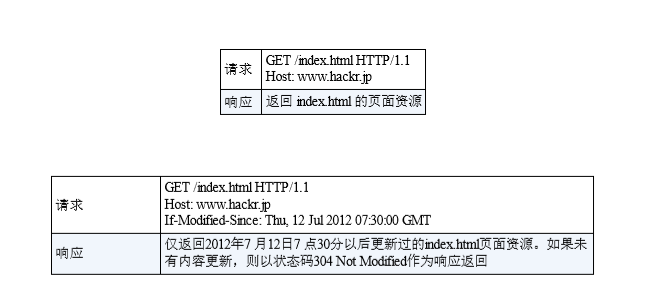 请求
GET /index.html HTTP/1.1
Host: www.hackr.jp
响应
返回 index.html 的页面资源
请求
GET /index.html HTTP/1.1
Host: www.hackr.jp
If-Modified-Since: Thu, 12 Jul 2012 07:30:00 GMT
响应
仅返回2012年7 月12日7 点30分以后更新过的index.html页面资源。如果未
有内容更新，则以状态码304 Not Modified作为响应返回